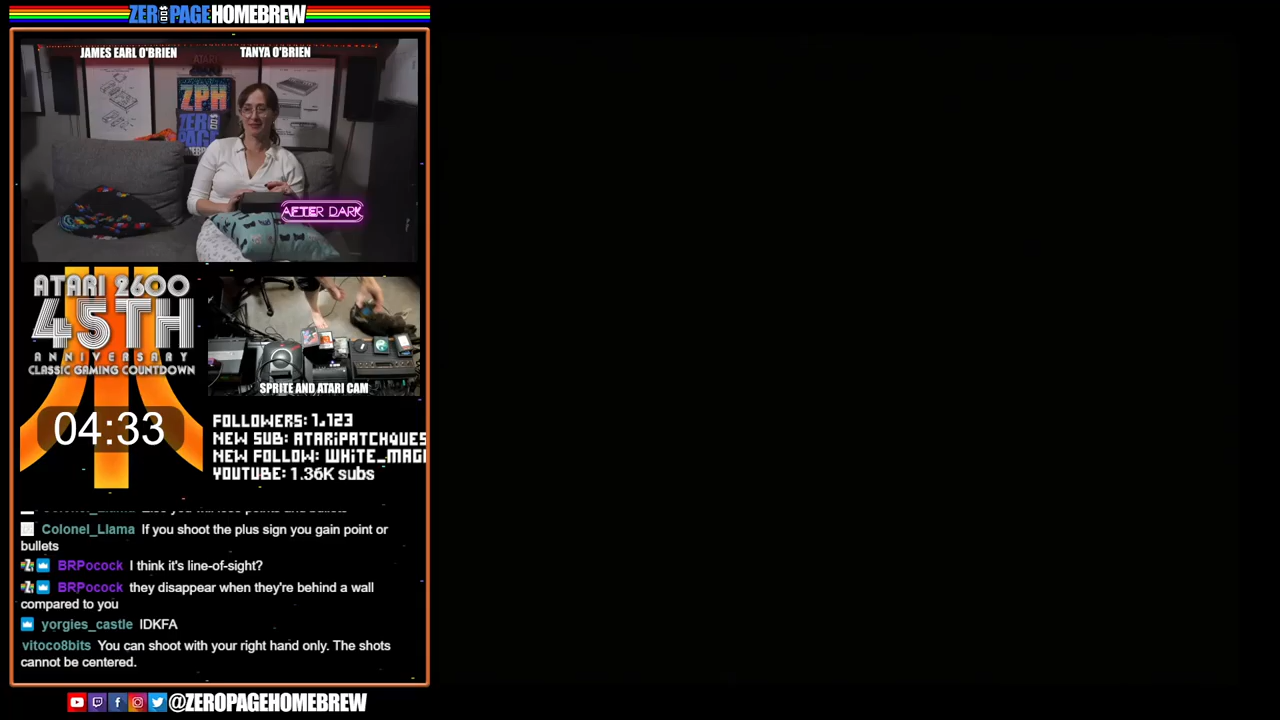 ZEROPAGEHOMEBREW
JAMES EARL O'BRIEN
TANYA O'BRIEN
ATARI
ZPH
ZERO
PAGE
AFTER DARK
ATARI 2600
45TH
ANNIVERSARY
CLASSIC GAMING COUNTDOWN
04:33
SPRITE AND ATARI CAM
FOLLOWERS: 1,123
NEW SUB: ATARIPATCHQUES
NEW FOLLOW: WHITE_MAG
YOUTUBE: 1.36K subs
Colonel_Llama If you shoot the plus sign you gain point or
bullets
BRPocock I think it's line-of-sight?
BRPocock they disappear when they're behind a wall
compared to you
yorgies_castle IDKFA
vitoco8bits You can shoot with your right hand only. The shots
cannot be centered.
@ZEROPAGEHOMEBREW